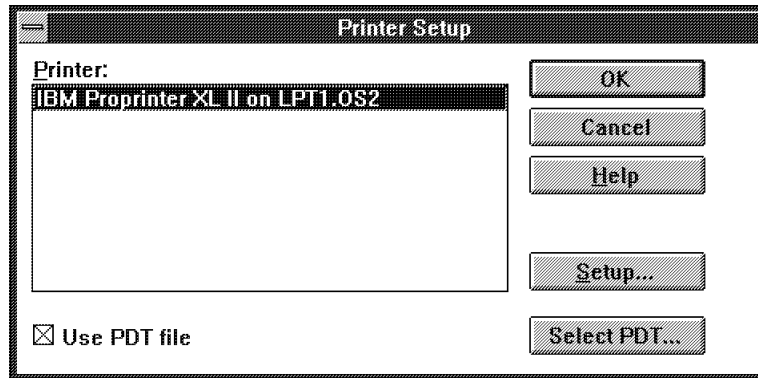 Printer Setup
Printer:
IBM Proprinter XL II on LPT1.OS2
OK
Cancel
Help
Setup...
Use PDT file
Select PDT...